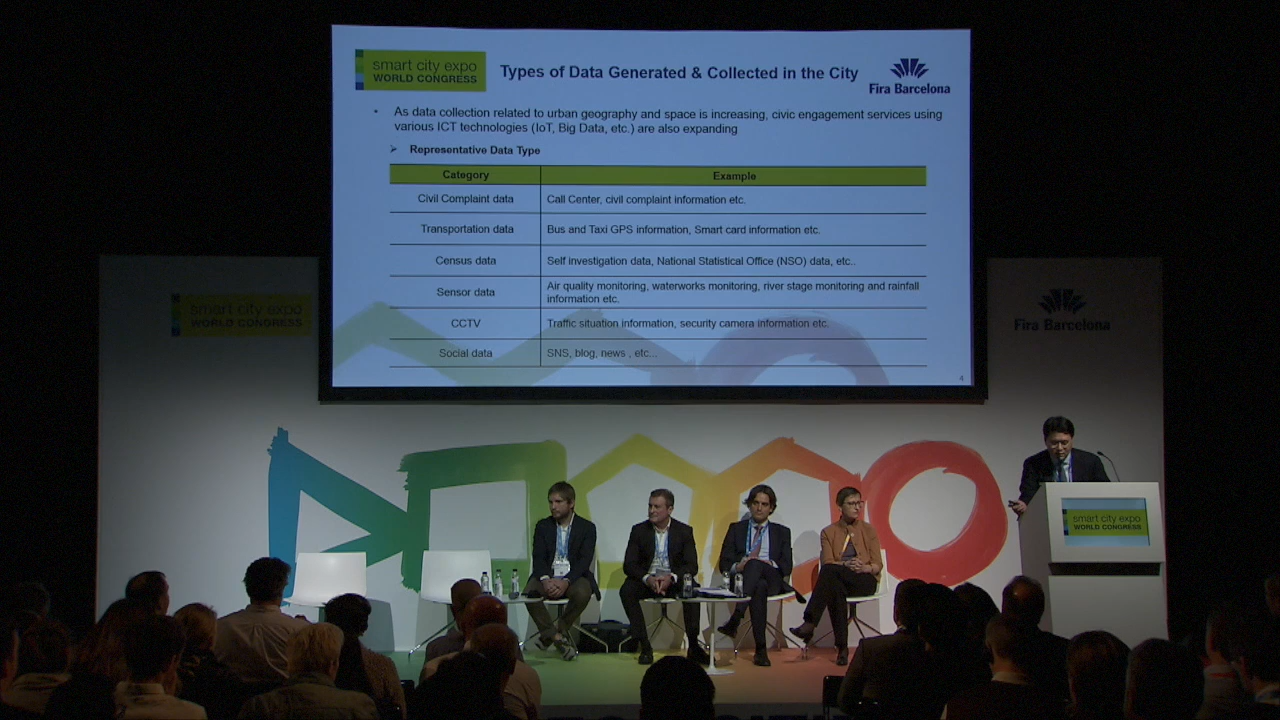 smart city expo
WORLD CONGRESS
Types of Data Generated & Collected in the City
Fira Barcelona
• As data collection related to urban geography and space is increasing, civic engagement services using
various ICT technologies (IoT, Big Data, etc.) are also expanding
➢ Representative Data Type
Category Example
Civil Complaint data Call Center, civil complaint information etc.
Transportation data Bus and Taxi GPS information, Smart card information etc.
Census data Self investigation data, National Statistical Office (NSO) data, etc..
Sensor data Air quality monitoring, waterworks monitoring, river stage monitoring and rainfall
information etc.
CCTV Traffic situation information, security camera information etc.
Social data SNS, blog, news , etc...
4
smart city expo
WORLD CONGRESS
Fira Barcelona
smart city expo
WORLD CONGRESS